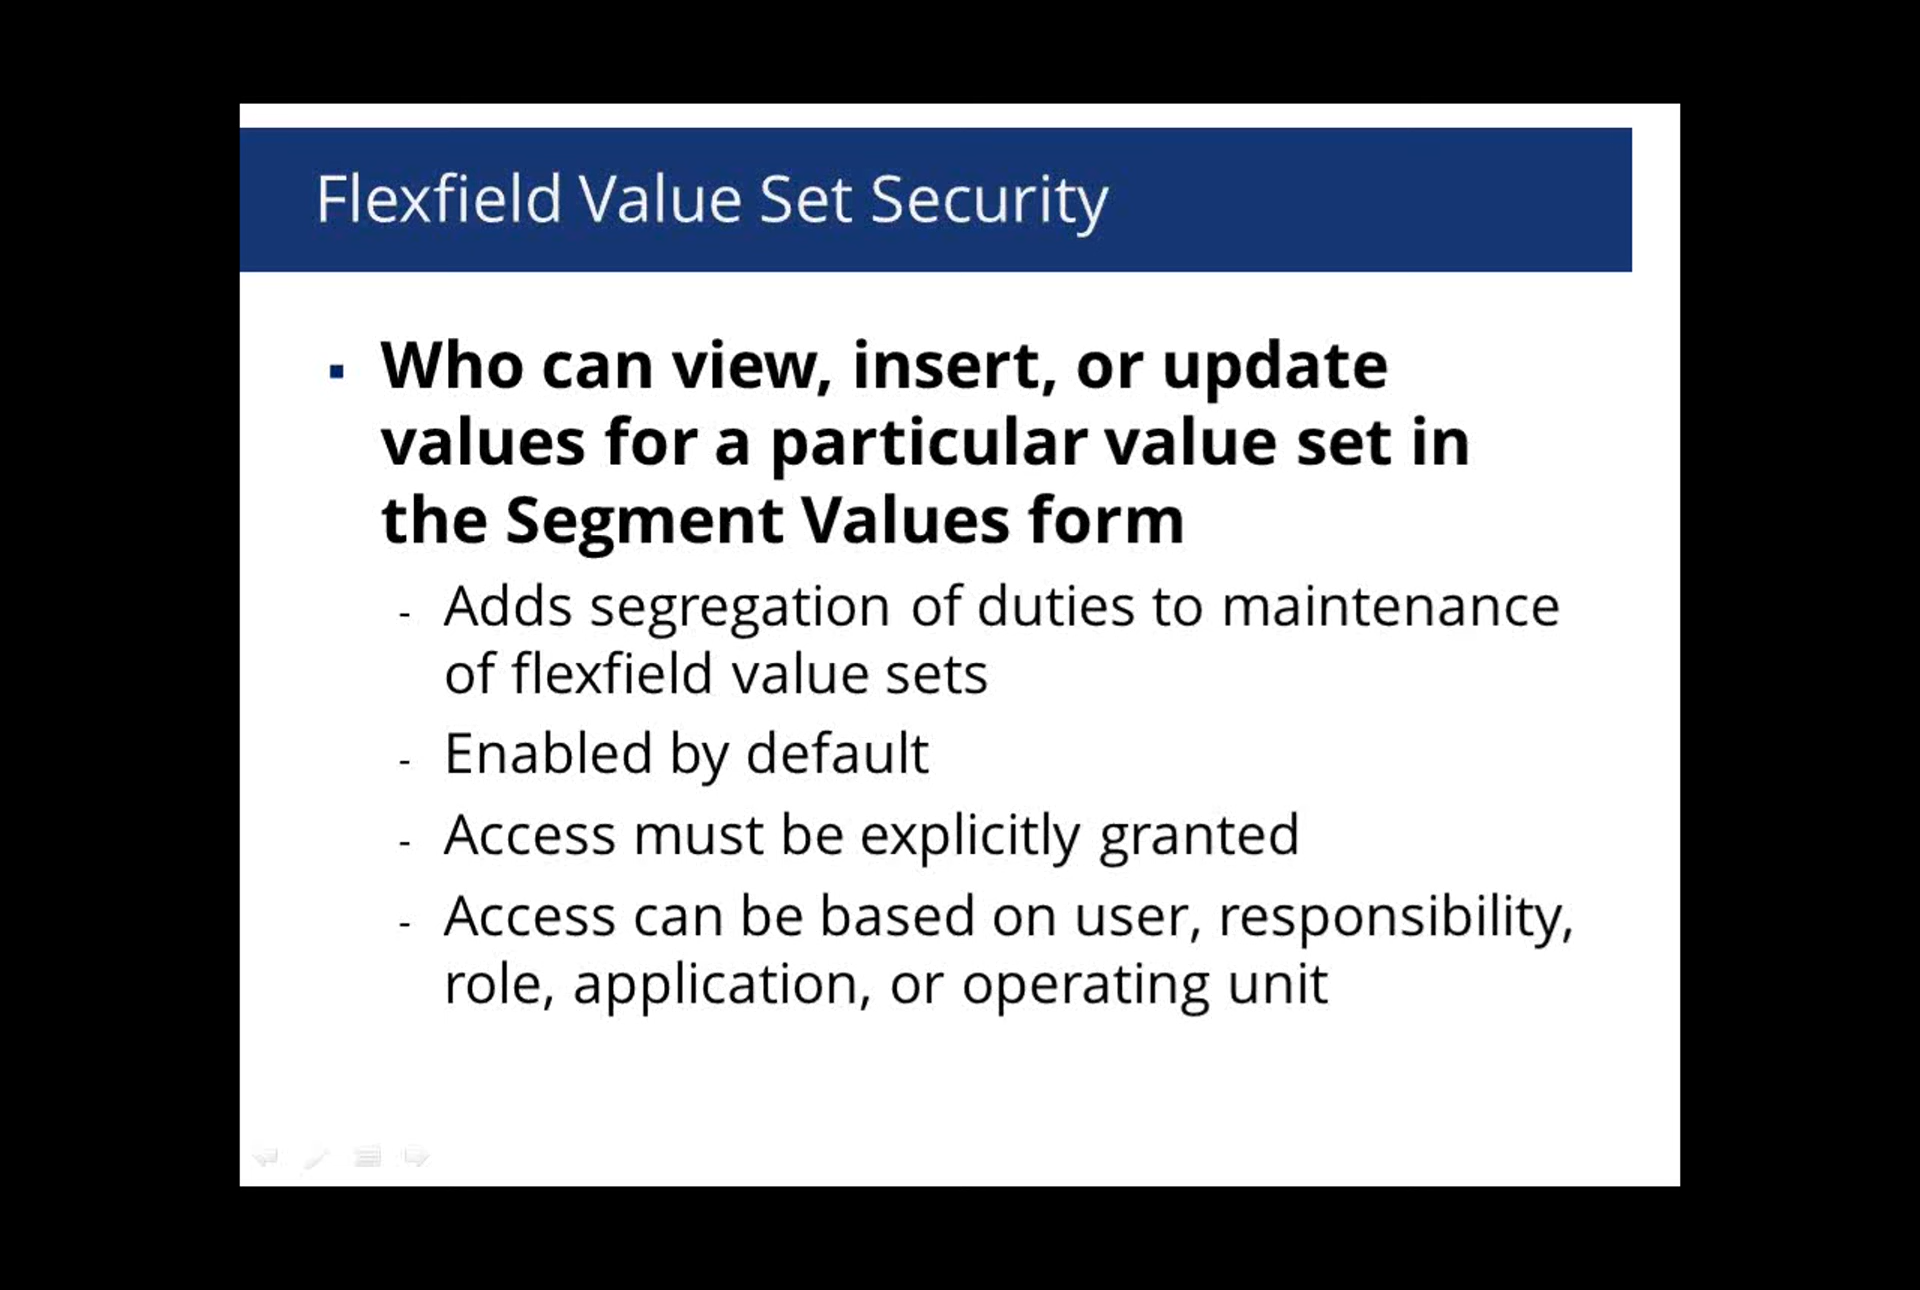 Flexfield Value Set Security
▪ Who can view, insert, or update
values for a particular value set in
the Segment Values form
- Adds segregation of duties to maintenance
of flexfield value sets
- Enabled by default
- Access must be explicitly granted
- Access can be based on user, responsibility,
role, application, or operating unit